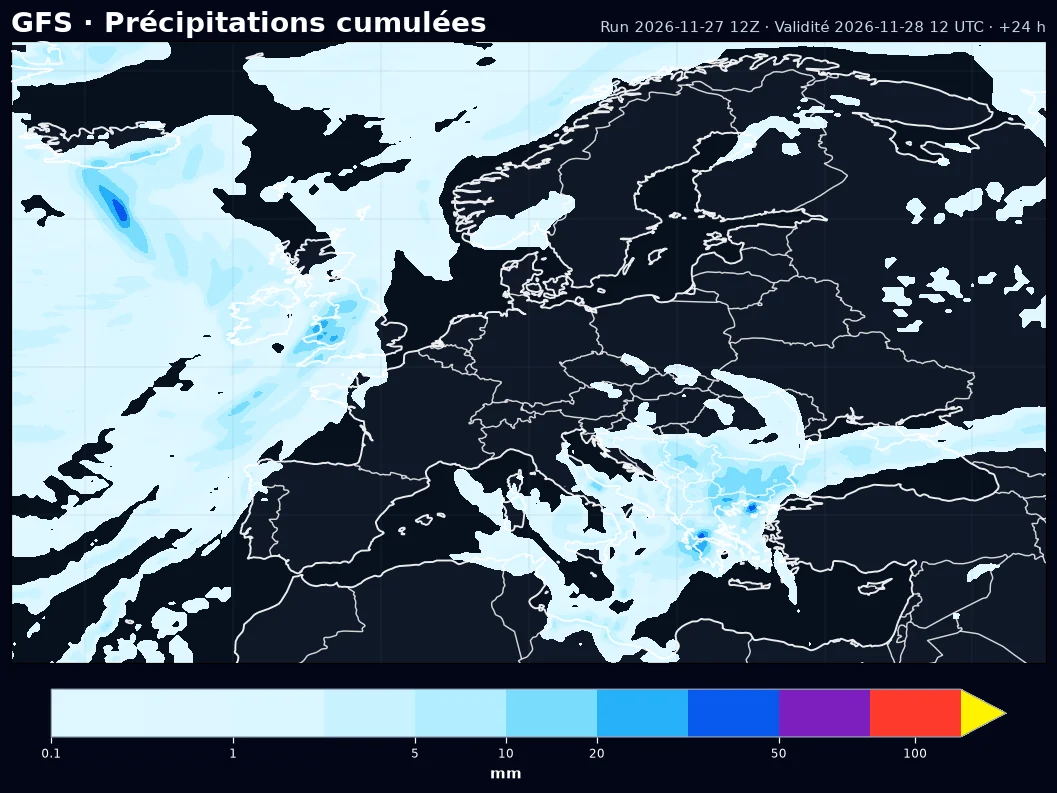 GFS · Précipitations cumulées
Run 2026-11-27 12Z · Validité 2026-11-28 12 UTC · +24 h
0.1 1 5 10 20 50 100
mm